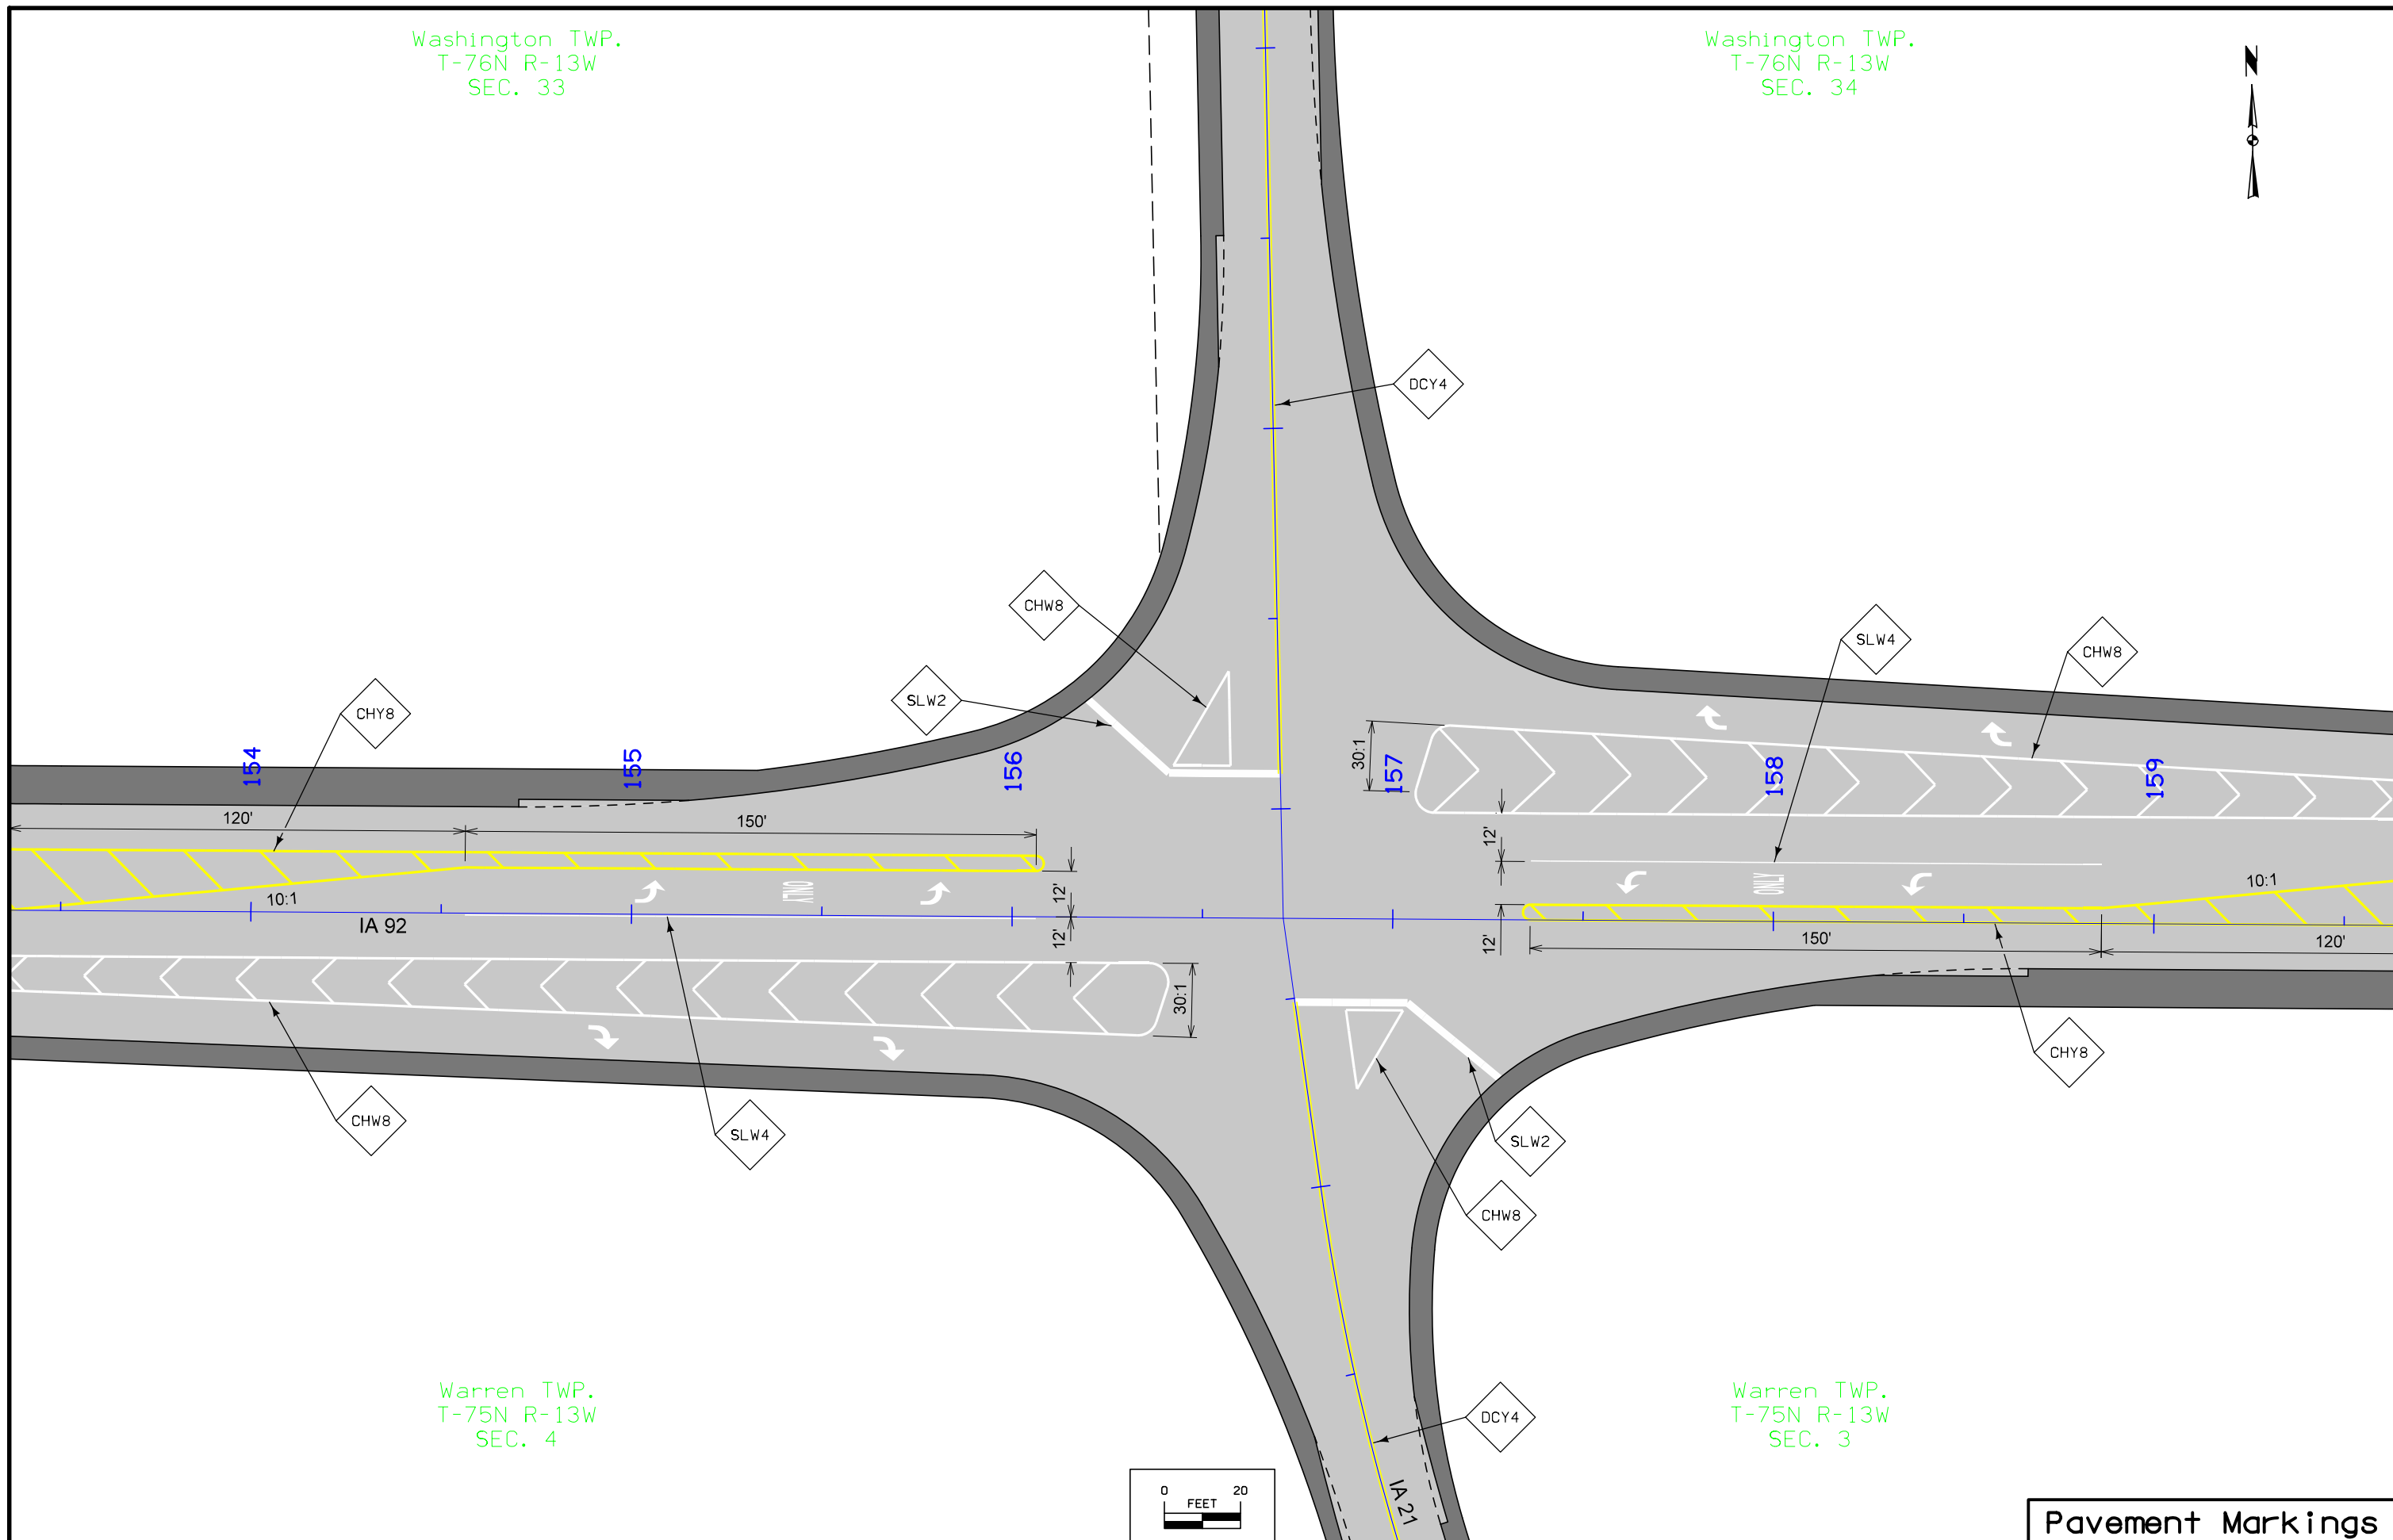 Washington TWP.
T-76N R-13W
SEC. 33
Washington TWP.
T-76N R-13W
SEC. 34
N
DCY4
CHW8
SLW4
CHW8
SLW2
CHY8
154
155
156
30:1
157
158
159
120'
150'
12'
10:1
ONLY
12'
ONLY
10:1
IA 92
12'
12'
150'
120'
30:1
CHW8
SLW4
SLW2
CHY8
CHW8
Warren TWP.
T-75N R-13W
SEC. 4
DCY4
Warren TWP.
T-75N R-13W
SEC. 3
IA 21
0 20
FEET
Pavement Markings